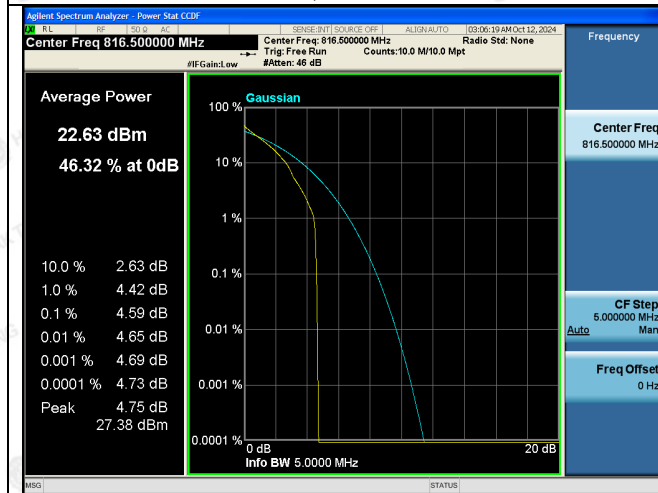 Agilent Spectrum Analyzer - Power Stat CCDF
LXI RL RF 50 Ω AC SENSE:INT SOURCE OFF ALIGN AUTO 03:06:19 AM Oct 12, 2024
Center Freq 816.500000 MHz
Center Freq: 816.500000 MHz Radio Std: None
Trig: Free Run Counts:10.0 M/10.0 Mpt
#IFGain:Low #Atten: 46 dB
Frequency
Average Power
22.63 dBm
46.32 % at 0dB
10.0 % 2.63 dB
1.0 % 4.42 dB
0.1 % 4.59 dB
0.01 % 4.65 dB
0.001 % 4.69 dB
0.0001 % 4.73 dB
Peak 4.75 dB
27.38 dBm
Gaussian
100 %
10 %
1 %
0.1 %
0.01 %
0.001 %
0.0001 %
0 dB 20 dB
Info BW 5.0000 MHz
Center Freq
816.500000 MHz
CF Step
5.000000 MHz
Auto Man
Freq Offset
0 Hz
MSG STATUS